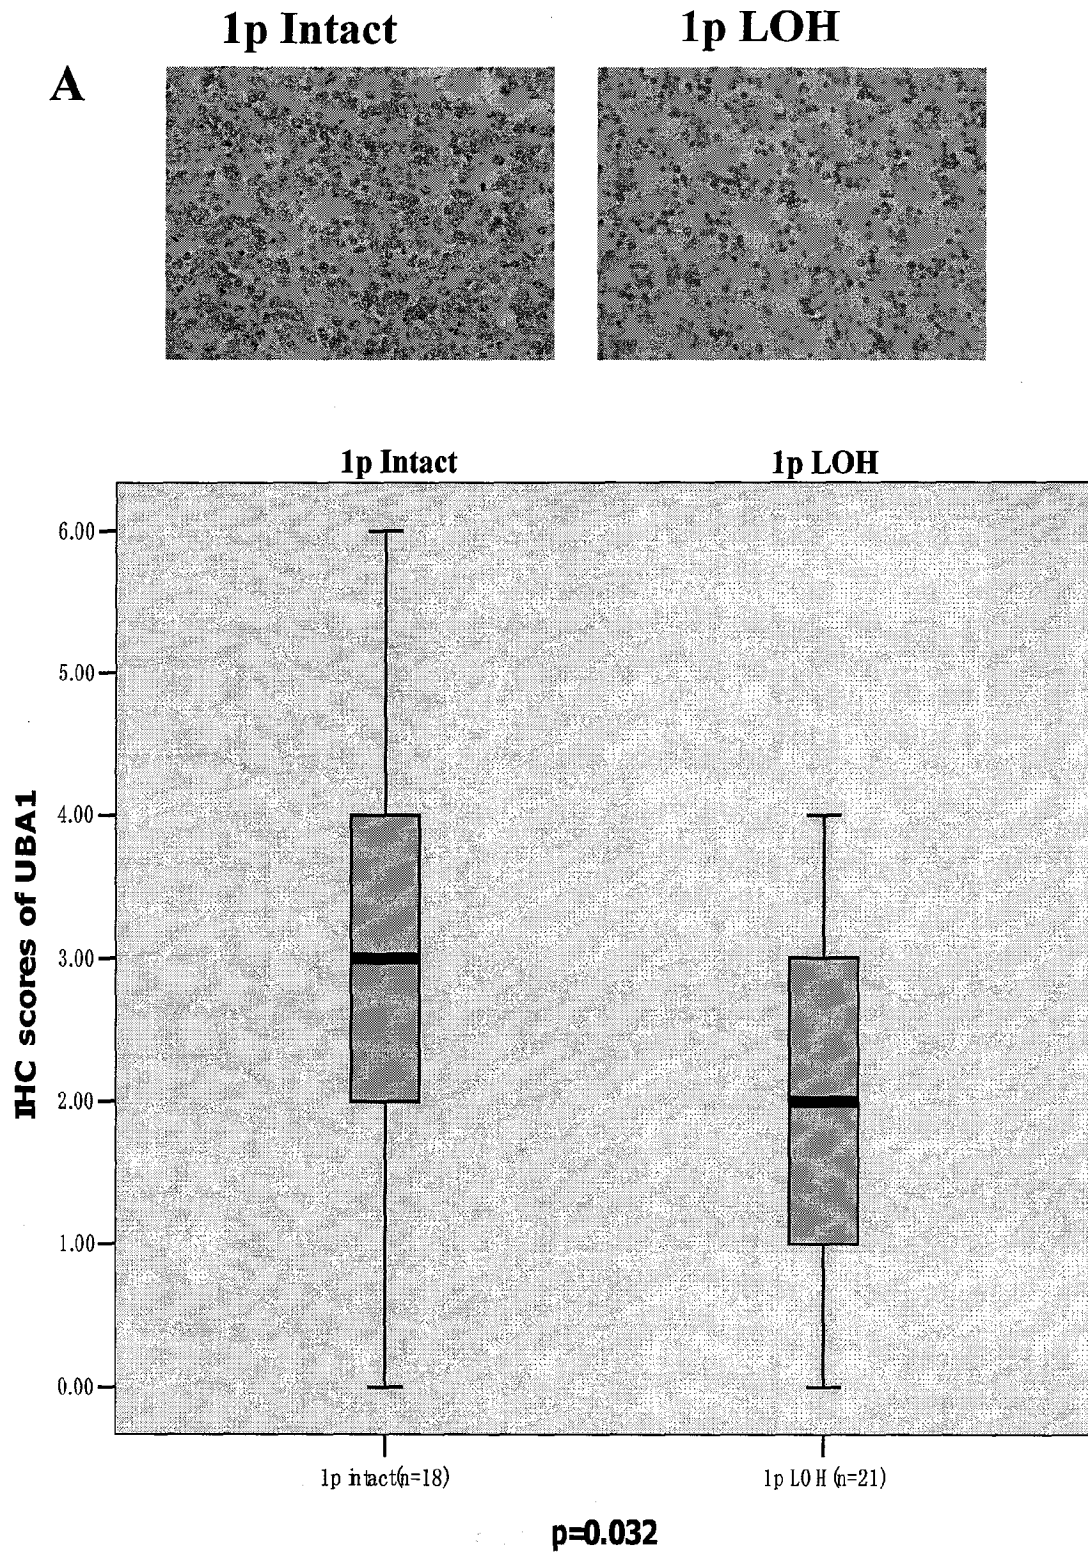 1p Intact 1p LOH
A
1p Intact 1p LOH
6.00
5.00
4.00
3.00
2.00
1.00
0.00
IHC scores of UBA1
1p intact(n=18) 1p LOH (n=21)
p=0.032